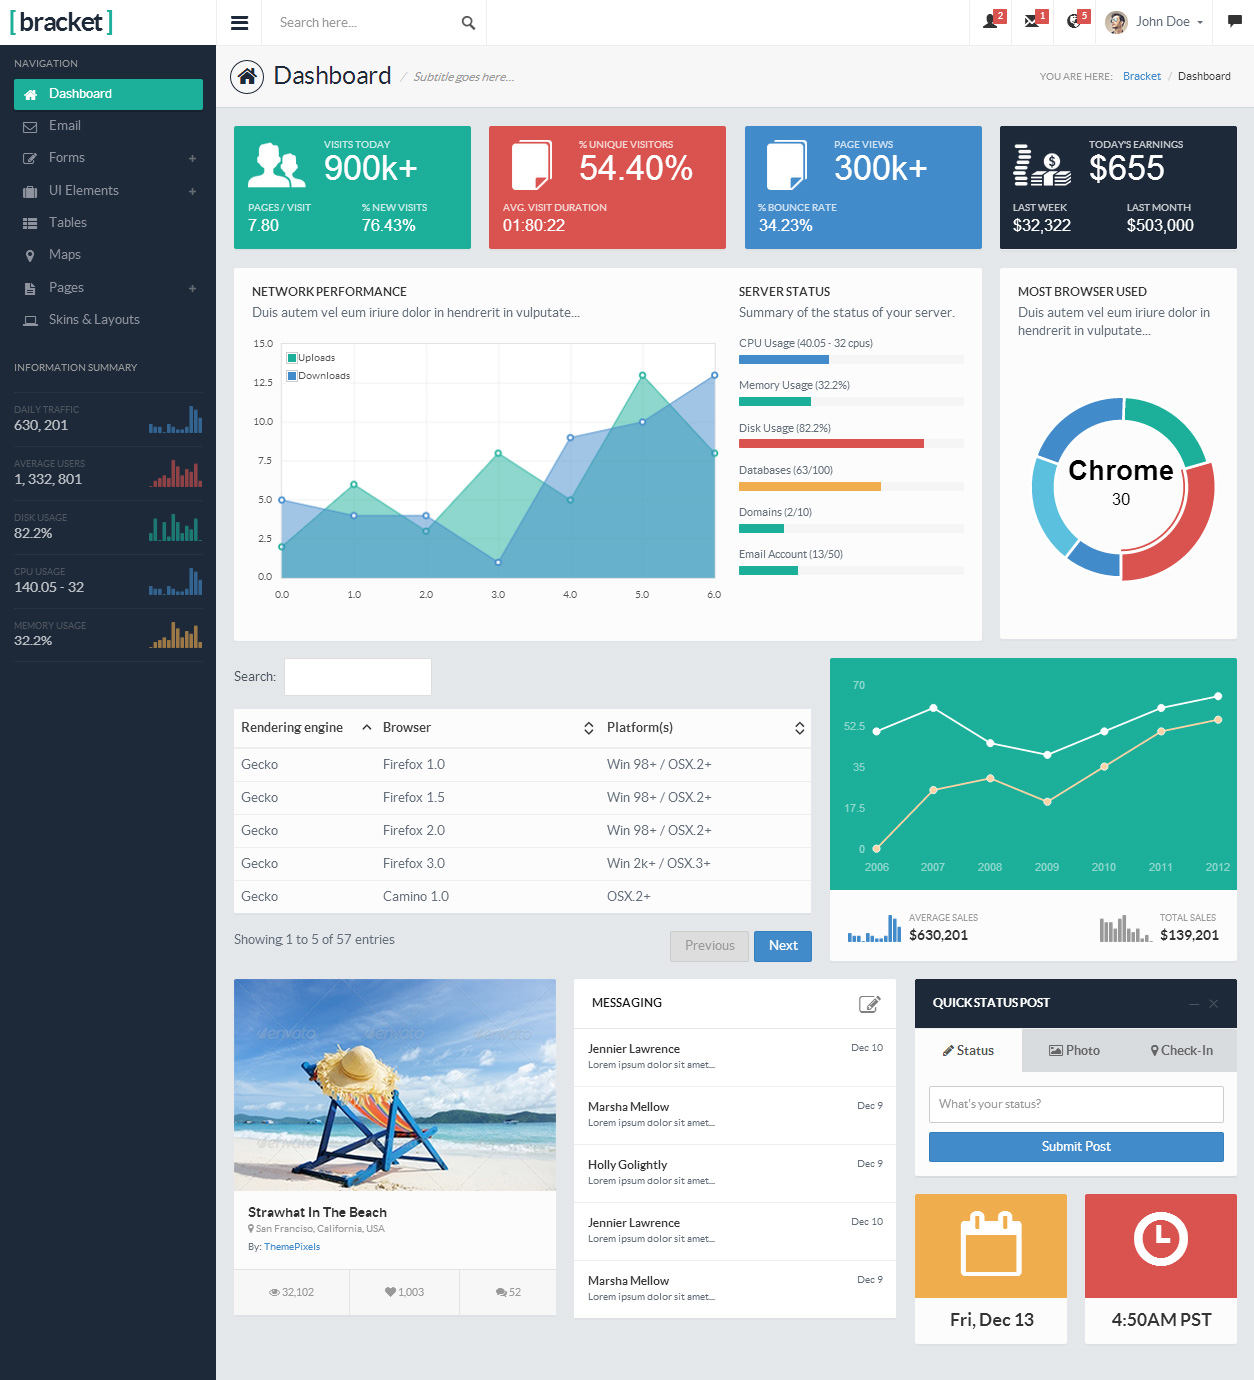 [bracket]
Search here...
2
1
5
John Doe
NAVIGATION
Dashboard
Email
Forms
UI Elements
Tables
Maps
Pages
Skins & Layouts
INFORMATION SUMMARY
DAILY TRAFFIC
630, 201
AVERAGE USERS
1, 332, 801
DISK USAGE
82.2%
CPU USAGE
140.05 - 32
MEMORY USAGE
32.2%
Dashboard / Subtitle goes here...
YOU ARE HERE: Bracket / Dashboard
VISITS TODAY
900k+
PAGES / VISIT
7.80
% NEW VISITS
76.43%
% UNIQUE VISITORS
54.40%
AVG. VISIT DURATION
01:80:22
PAGE VIEWS
300k+
% BOUNCE RATE
34.23%
TODAY'S EARNINGS
$655
LAST WEEK
$32,322
LAST MONTH
$503,000
NETWORK PERFORMANCE
Duis autem vel eum iriure dolor in hendrerit in vulputate...
Uploads
Downloads
15.0
12.5
10.0
7.5
5.0
2.5
0.0
0.0 1.0 2.0 3.0 4.0 5.0 6.0
SERVER STATUS
Summary of the status of your server.
CPU Usage (40.05 - 32 cpus)
Memory Usage (32.2%)
Disk Usage (82.2%)
Databases (63/100)
Domains (2/10)
Email Account (13/50)
MOST BROWSER USED
Duis autem vel eum iriure dolor in
hendrerit in vulputate...
Chrome
30
Search:
Rendering engine Browser Platform(s)
Gecko Firefox 1.0 Win 98+ / OSX.2+
Gecko Firefox 1.5 Win 98+ / OSX.2+
Gecko Firefox 2.0 Win 98+ / OSX.2+
Gecko Firefox 3.0 Win 2k+ / OSX.3+
Gecko Camino 1.0 OSX.2+
Showing 1 to 5 of 57 entries
Previous
Next
70
52.5
35
17.5
0
2006 2007 2008 2009 2010 2011 2012
AVERAGE SALES
$630,201
TOTAL SALES
$139,201
envato
Strawhat In The Beach
San Franciso, California, USA
By: ThemePixels
32,102
1,003
52
MESSAGING
Jennier Lawrence Dec 10
Lorem ipsum dolor sit amet...
Marsha Mellow Dec 9
Lorem ipsum dolor sit amet...
Holly Golightly Dec 9
Lorem ipsum dolor sit amet...
Jennier Lawrence Dec 10
Lorem ipsum dolor sit amet...
Marsha Mellow Dec 9
Lorem ipsum dolor sit amet...
QUICK STATUS POST
Status
Photo
Check-In
What's your status?
Submit Post
Fri, Dec 13
4:50AM PST